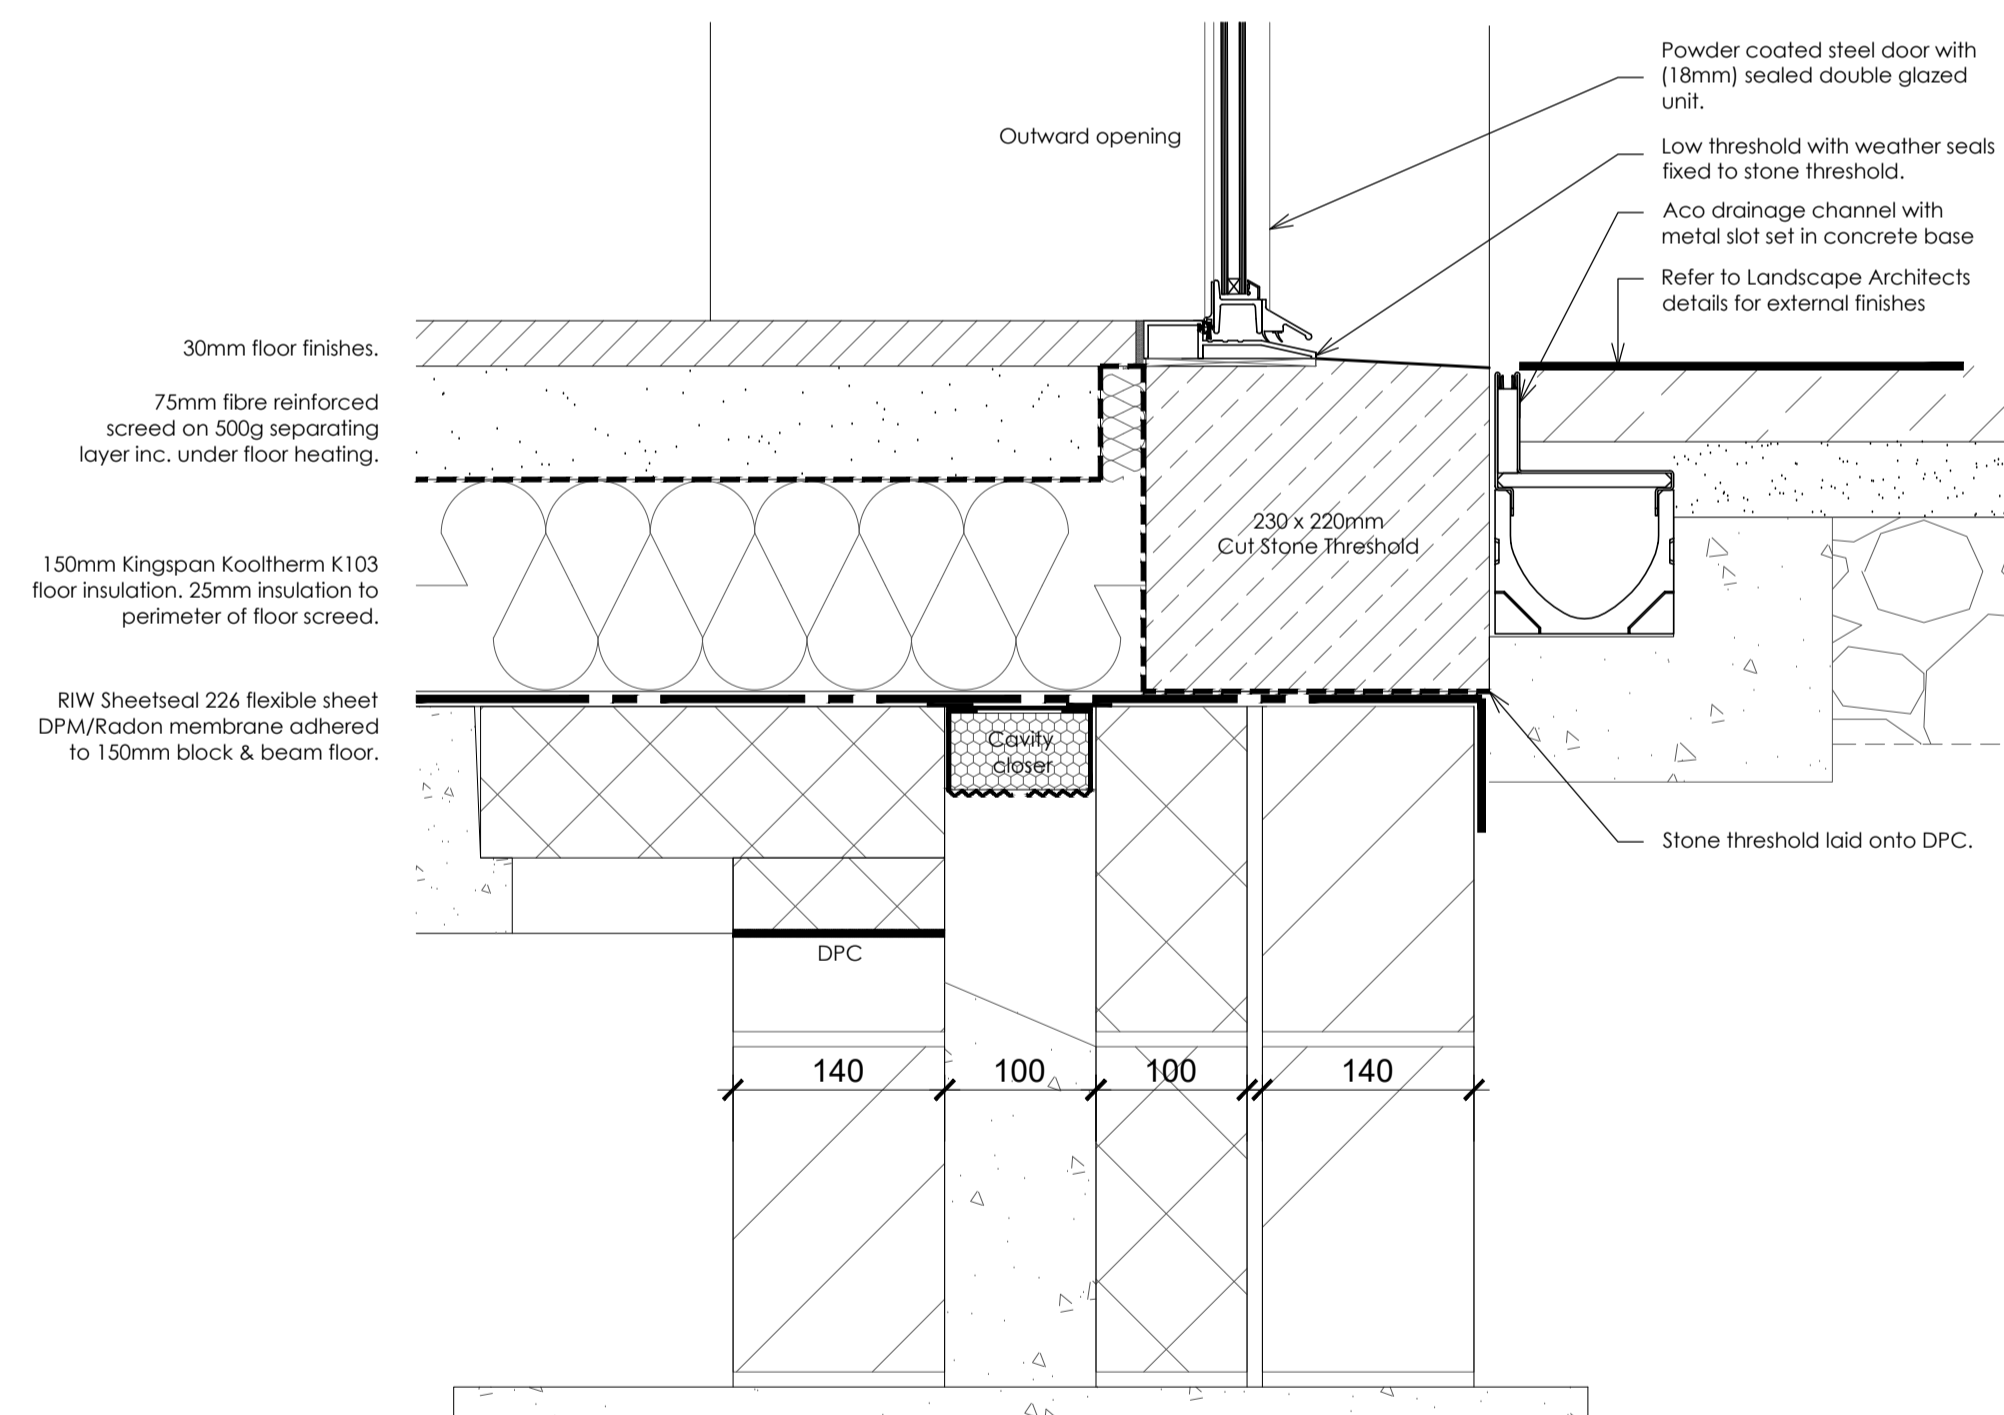 Powder coated steel door with
(18mm) sealed double glazed
unit.
Outward opening
Low threshold with weather seals
fixed to stone threshold.
Aco drainage channel with
metal slot set in concrete base
Refer to Landscape Architects
details for external finishes
30mm floor finishes.
75mm fibre reinforced
screed on 500g separating
layer inc. under floor heating.
230 x 220mm
Cut Stone Threshold
150mm Kingspan Kooltherm K103
floor insulation. 25mm insulation to
perimeter of floor screed.
RIW Sheetseal 226 flexible sheet
DPM/Radon membrane adhered
to 150mm block & beam floor.
Cavity
closer
Stone threshold laid onto DPC.
DPC
140 100 100 140